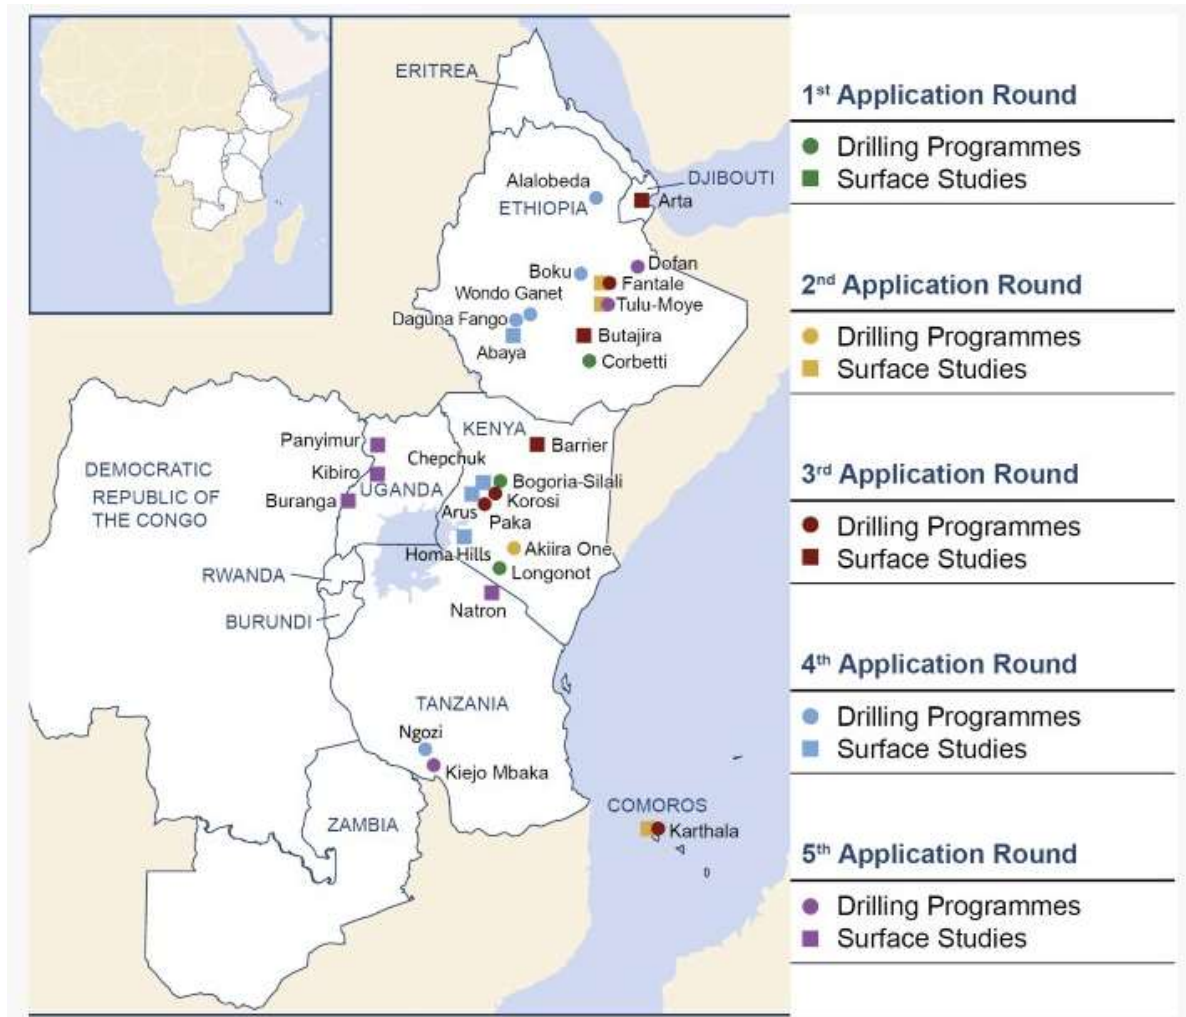 ERITREA
DJIBOUTI
Alalobeda
ETHIOPIA
Arta
Boku
Dofan
Fantale
Wondo Ganet
Tulu-Moye
Daguna Fango
Butajira
Abaya
Corbetti
KENYA
Barrier
Panyimur
Chepchuk
Kibiro
Bogoria-Silali
DEMOCRATIC
REPUBLIC OF
THE CONGO
UGANDA
Buranga
Korosi
Arus
Paka
Homa Hills
Akiira One
Longonot
RWANDA
Natron
BURUNDI
TANZANIA
Ngozi
Kiejo Mbaka
COMOROS
ZAMBIA
Karthala
1st Application Round
Drilling Programmes
Surface Studies
2nd Application Round
Drilling Programmes
Surface Studies
3rd Application Round
Drilling Programmes
Surface Studies
4th Application Round
Drilling Programmes
Surface Studies
5th Application Round
Drilling Programmes
Surface Studies